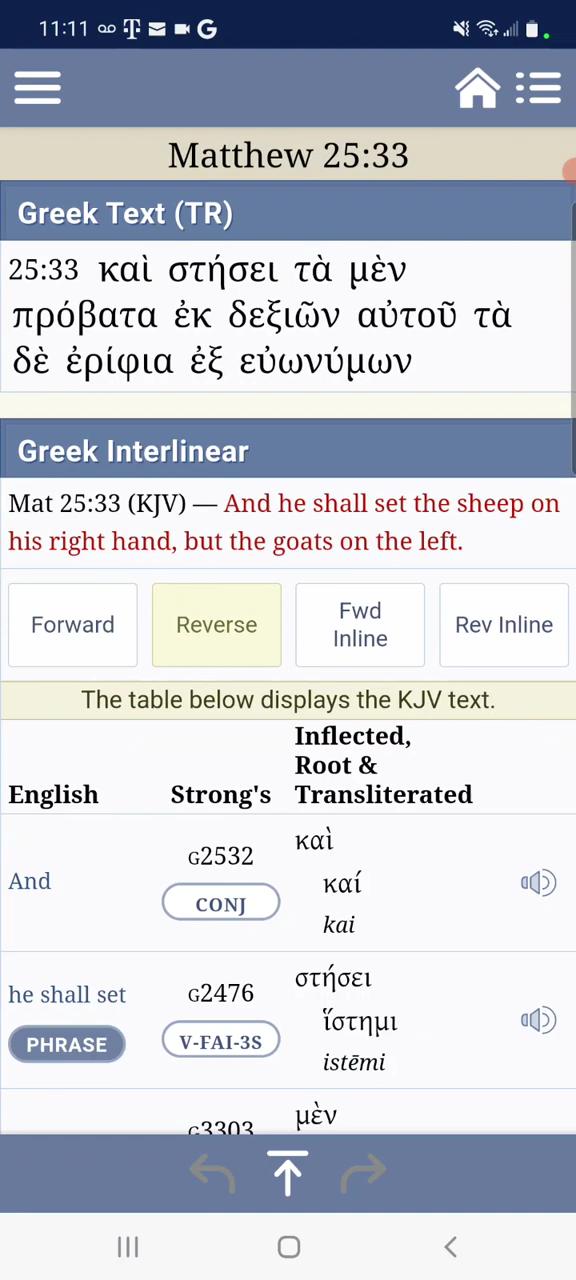 11:11
Matthew 25:33
Greek Text (TR)
25:33 καὶ στήσει τὰ μὲν
πρόβατα ἐκ δεξιῶν αὐτοῦ τὰ
δὲ ἐρίφια ἐξ εὐωνύμων
Greek Interlinear
Mat 25:33 (KJV) — And he shall set the sheep on
his right hand, but the goats on the left.
Forward Reverse Fwd Inline Rev Inline
The table below displays the KJV text.
English Strong's Inflected, Root & Transliterated
And G2532 καὶ
CONJ καί
kai
he shall set G2476 στήσει
PHRASE V-FAI-3S ἵστημι
istēmi
G3303 μὲν